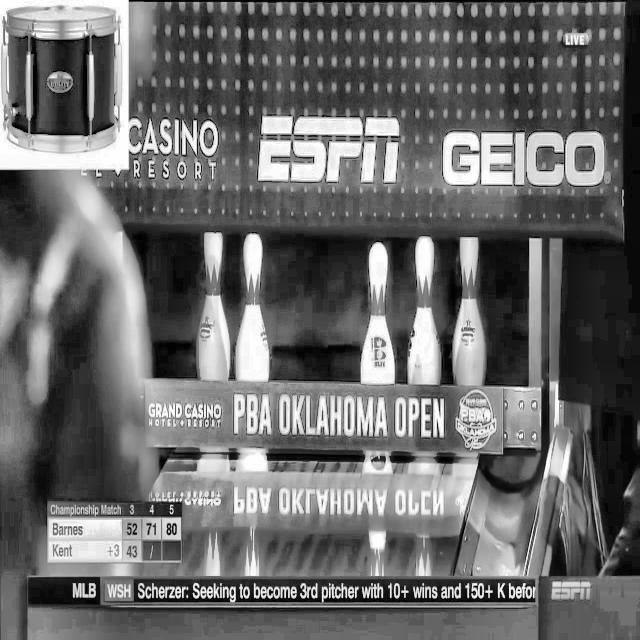 LIVE
CASINO
RESORT
ESPN
GEICO
GRAND CASINO
HOTEL & RESORT
PBA OKLAHOMA OPEN
PBA
OKLAHOMA
Championship Match 3 4 5
Barnes 52 71 80
Kent +3 43 /
MLB WSH Scherzer: Seeking to become 3rd pitcher with 10+ wins and 150+ K befor
ESPN